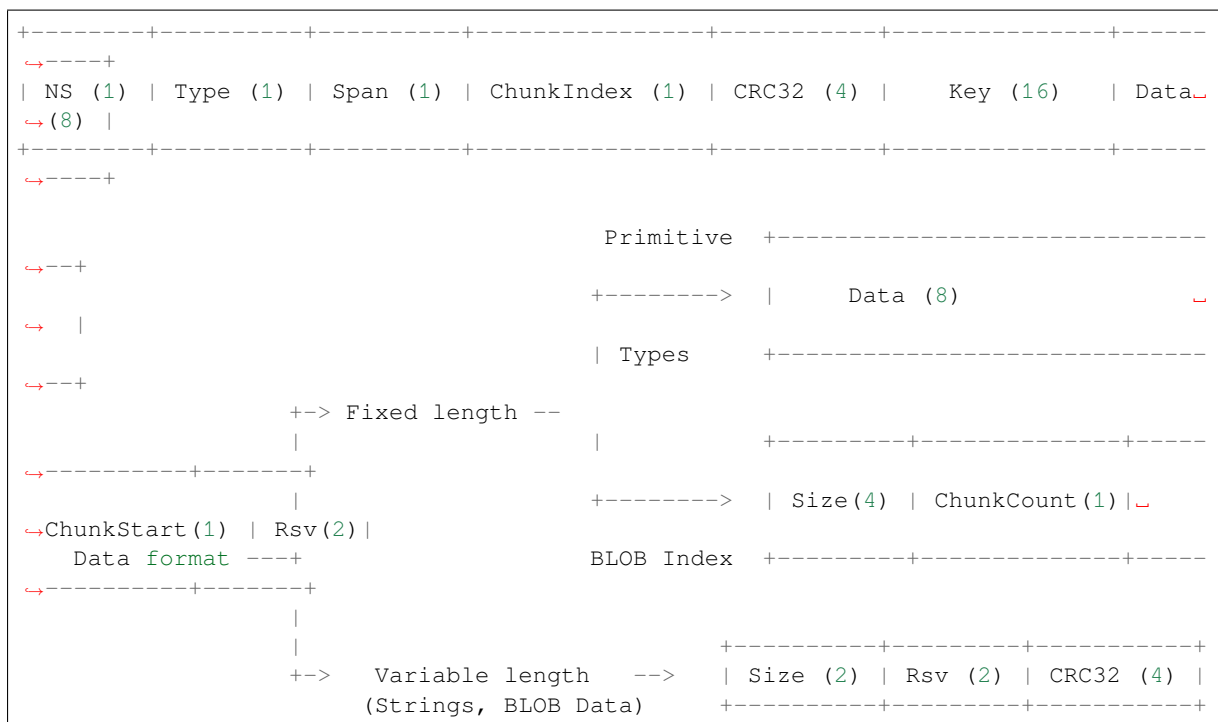 +--------+----------+----------+---------------+-----------+---------------+------
↪----+
| NS (1) | Type (1) | Span (1) | ChunkIndex (1) | CRC32 (4) |    Key (16)   | Data␣
↪(8) |
+--------+----------+----------+---------------+-----------+---------------+------
↪----+
Primitive  +------------------------------
↪--+
+-------->  |     Data (8)                ␣
↪  |
| Types     +------------------------------
↪--+
+-> Fixed length --
|                   |           +---------+--------------+-----
↪----------+-------+
|                   +-------->  | Size(4) | ChunkCount(1)|␣
↪ChunkStart(1) | Rsv(2)|
Data format ---+                   BLOB Index  +---------+--------------+-----
↪----------+-------+
|
|                           +----------+---------+-----------+
+->   Variable length   -->   | Size (2) | Rsv (2) | CRC32 (4) |
(Strings, BLOB Data)     +----------+---------+-----------+